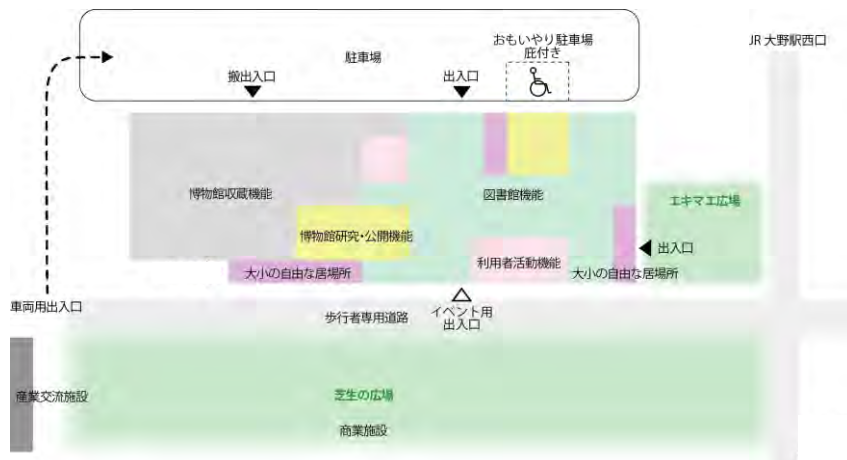 おもいやり駐車場
庇付き
JR 大野駅西口
駐車場
搬出入口
出入口
博物館収蔵機能
図書館機能
エキマエ広場
博物館研究・公開機能
利用者活動機能
出入口
大小の自由な居場所
大小の自由な居場所
車両用出入口
歩行者専用道路
イベント用
出入口
産業交流施設
芝生の広場
商業施設